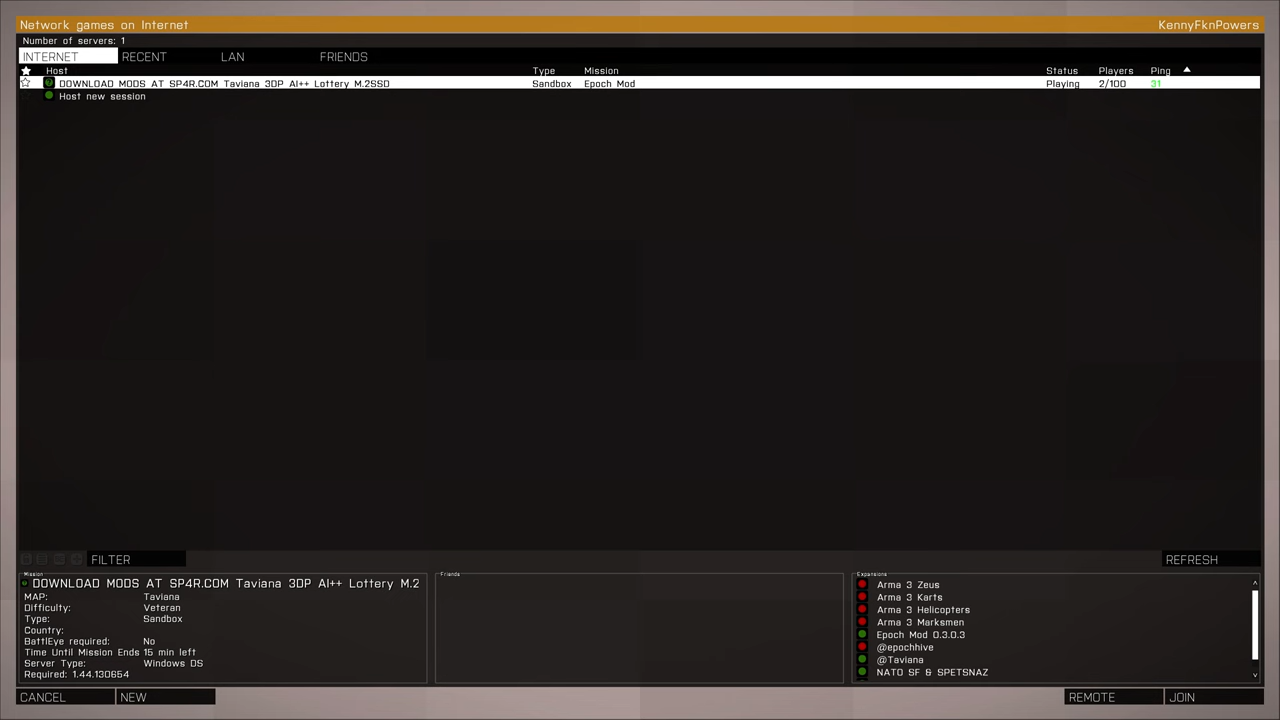 Network games on Internet KennyFknPowers
Number of servers: 1
INTERNET RECENT LAN FRIENDS
Host Type Mission Status Players Ping
DOWNLOAD MODS AT SP4R.COM Taviana 3DP AI++ Lottery M.2SSD Sandbox Epoch Mod Playing 2/100 31
Host new session
FILTER REFRESH
Mission
DOWNLOAD MODS AT SP4R.COM Taviana 3DP AI++ Lottery M.2
MAP: Taviana
Difficulty: Veteran
Type: Sandbox
Country:
BattlEye required: No
Time Until Mission Ends 15 min left
Server Type: Windows OS
Required: 1.44.130654
Friends
Expansions
Arma 3 Zeus
Arma 3 Karts
Arma 3 Helicopters
Arma 3 Marksmen
Epoch Mod 0.3.0.3
@epochhive
@Taviana
NATO SF & SPETSNAZ
CANCEL NEW REMOTE JOIN